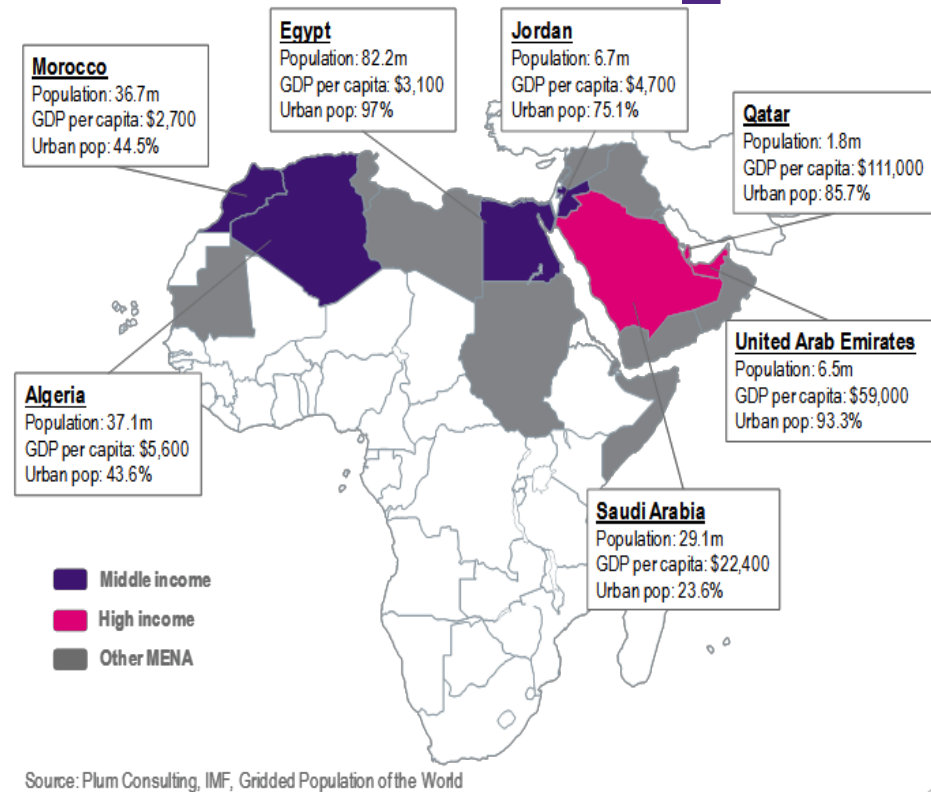 Egypt
Population: 82.2m
GDP per capita: $3,100
Urban pop: 97%
Jordan
Population: 6.7m
GDP per capita: $4,700
Urban pop: 75.1%
Morocco
Population: 36.7m
GDP per capita: $2,700
Urban pop: 44.5%
Qatar
Population: 1.8m
GDP per capita: $111,000
Urban pop: 85.7%
United Arab Emirates
Population: 6.5m
GDP per capita: $59,000
Urban pop: 93.3%
Algeria
Population: 37.1m
GDP per capita: $5,600
Urban pop: 43.6%
Saudi Arabia
Population: 29.1m
GDP per capita: $22,400
Urban pop: 23.6%
Middle income
High income
Other MENA
Source: Plum Consulting, IMF, Gridded Population of the World